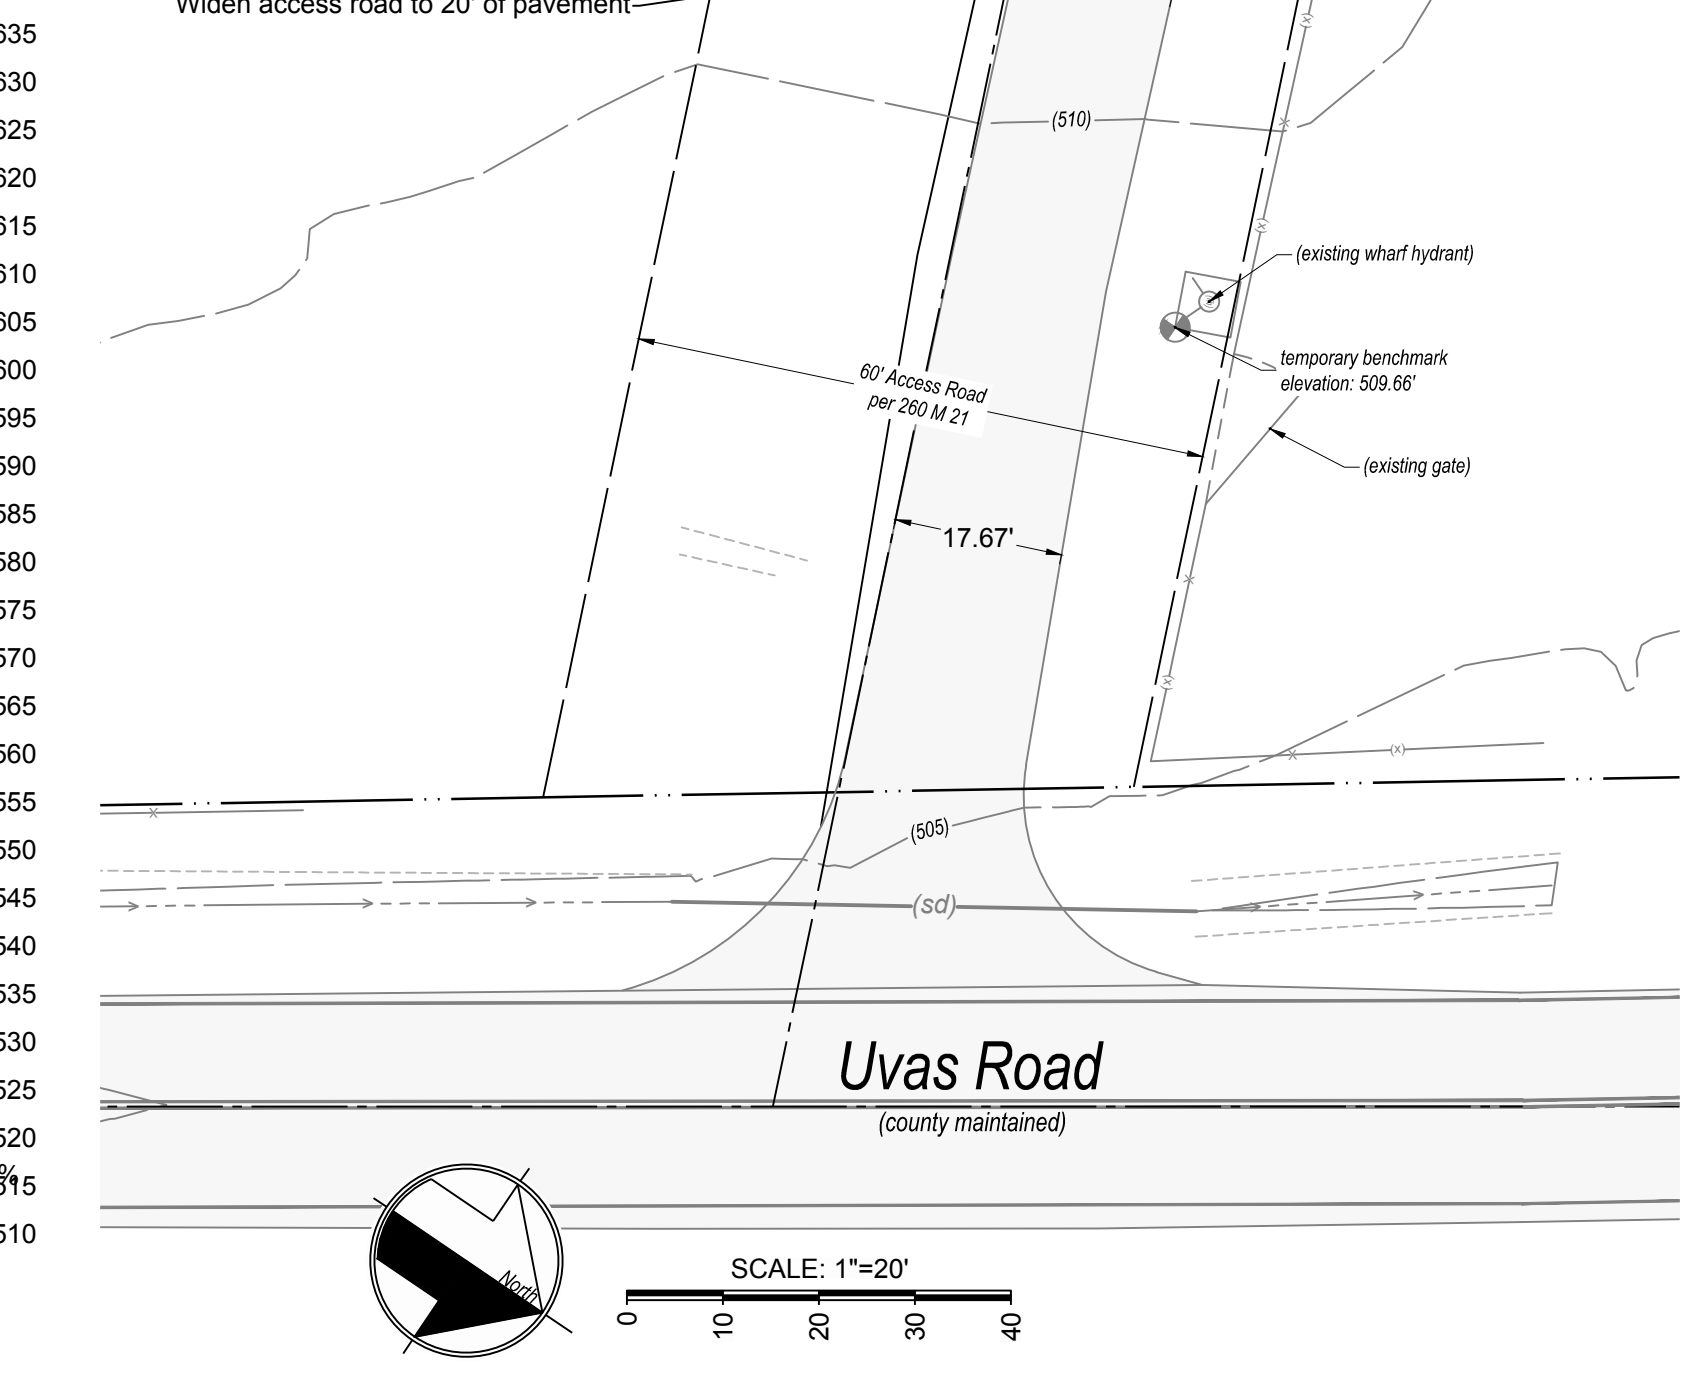 Widen access road to 20' of pavement
635
630
625
620
615
610
605
600
595
590
585
580
575
570
565
560
555
550
545
540
535
530
525
520
%
515
510
(510)
(existing wharf hydrant)
temporary benchmark
elevation: 509.66'
60' Access Road
per 260 M 21
(existing gate)
17.67'
(505)
(sd)
Uvas Road
(county maintained)
North
SCALE: 1"=20'
0 10 20 30 40